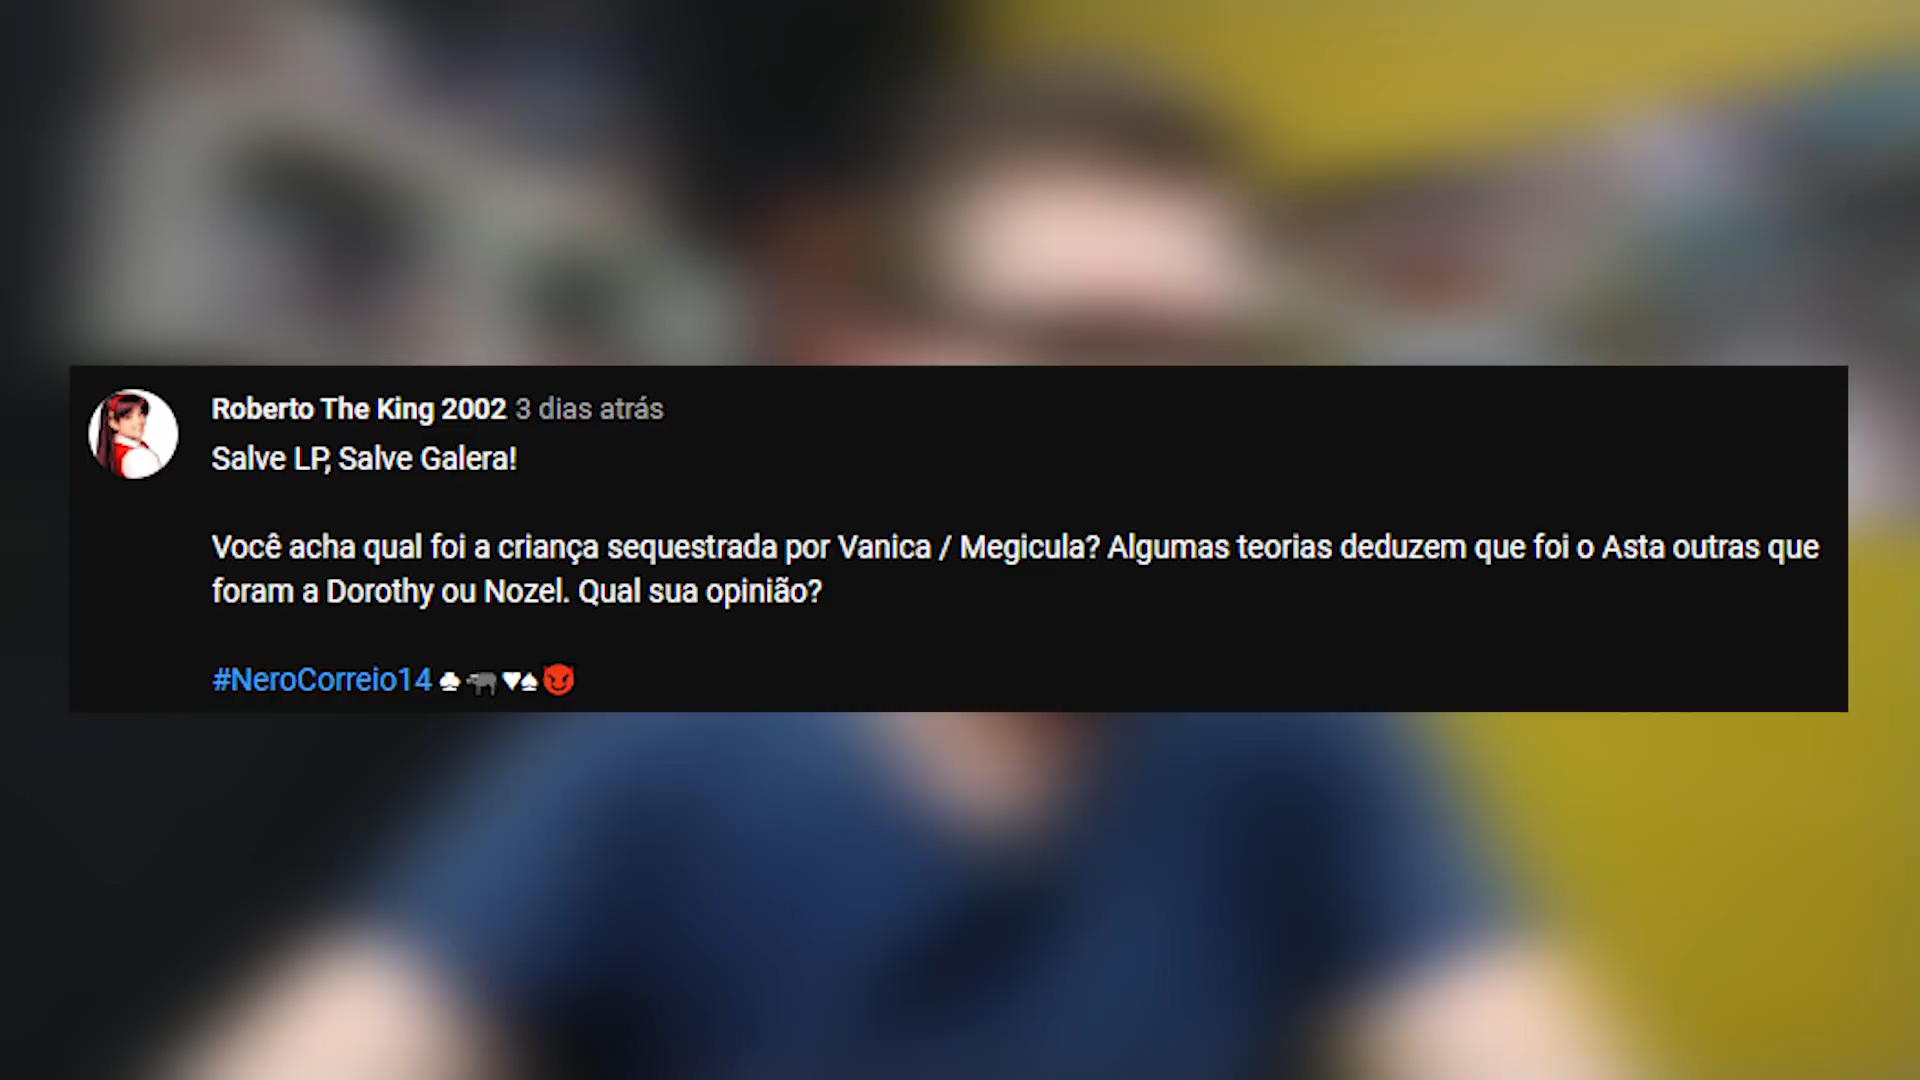 Roberto The King 2002 3 dias atrás
Salve LP, Salve Galera!
Você acha qual foi a criança sequestrada por Vanica / Megicula? Algumas teorias deduzem que foi o Asta outras que
foram a Dorothy ou Nozel. Qual sua opinião?
#NeroCorreio14 ♣🐃♥♠😈